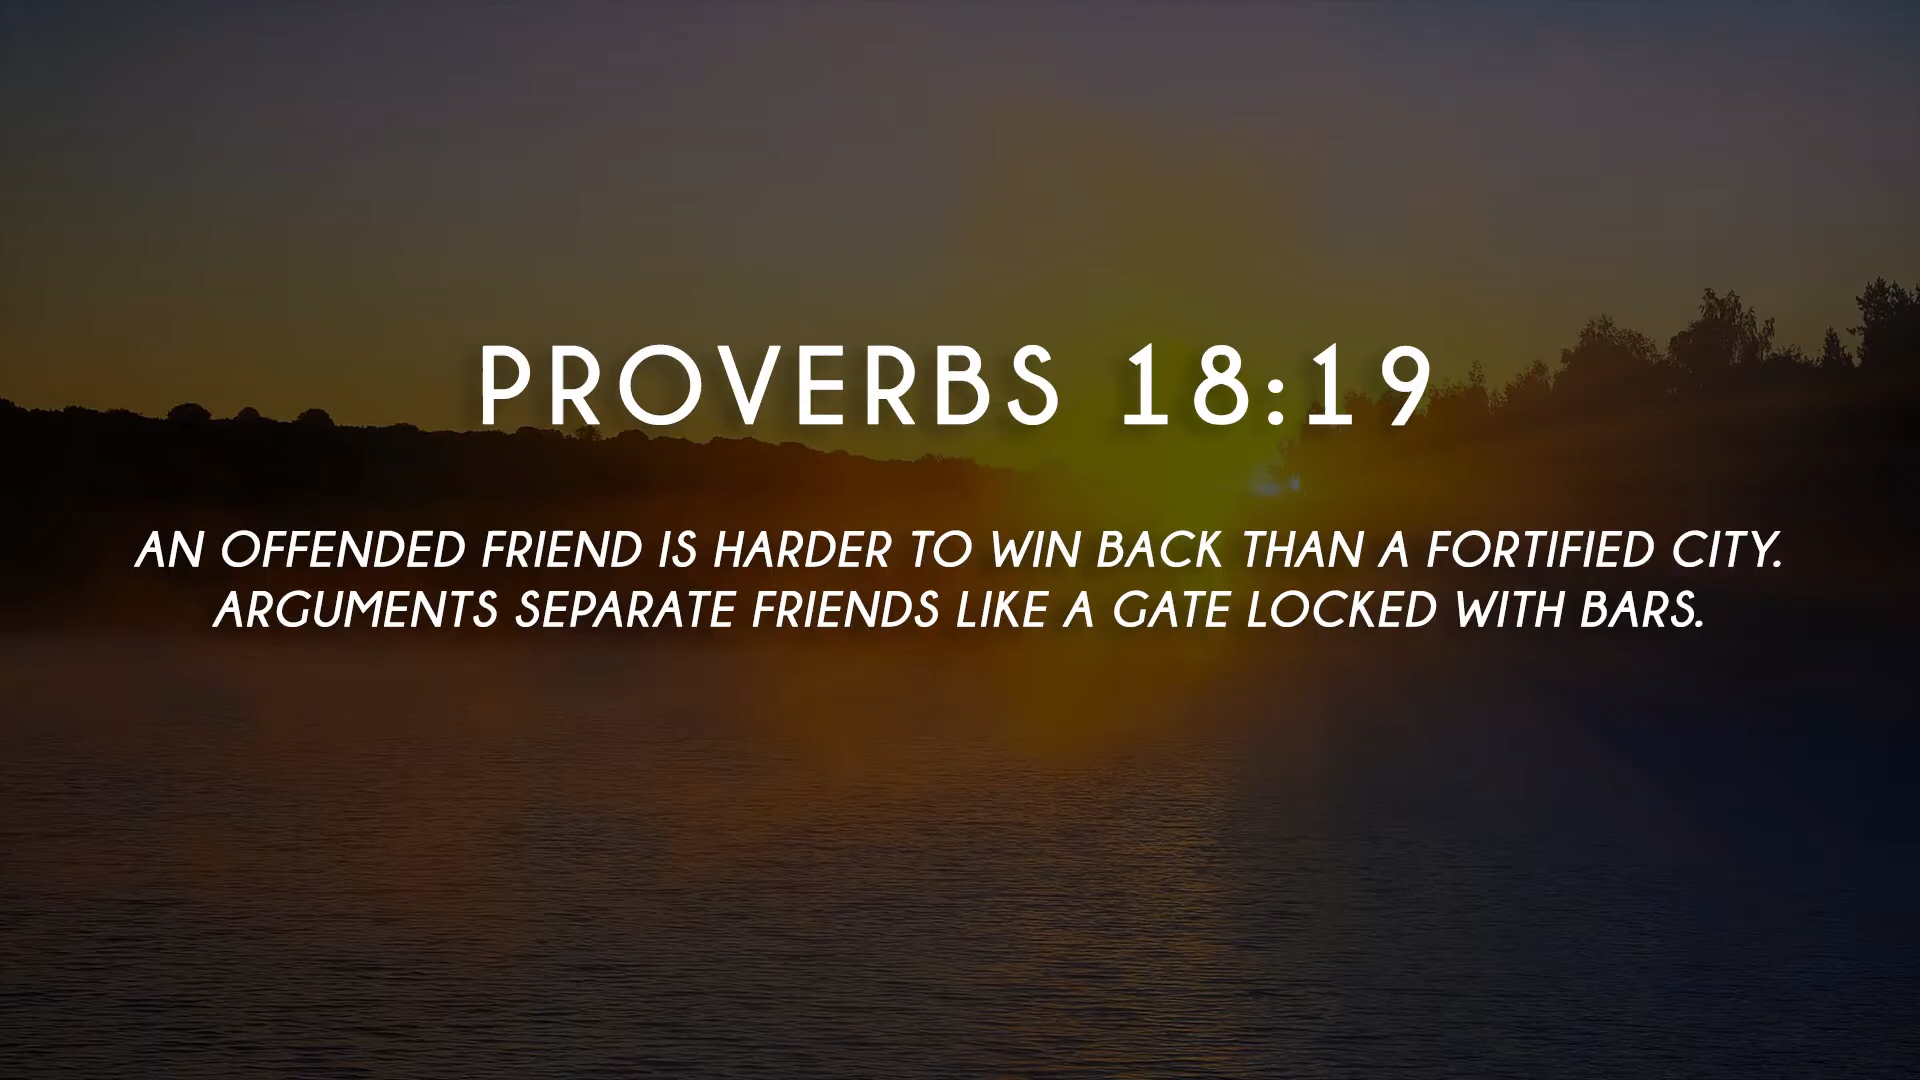 PROVERBS 18:19
AN OFFENDED FRIEND IS HARDER TO WIN BACK THAN A FORTIFIED CITY.
ARGUMENTS SEPARATE FRIENDS LIKE A GATE LOCKED WITH BARS.